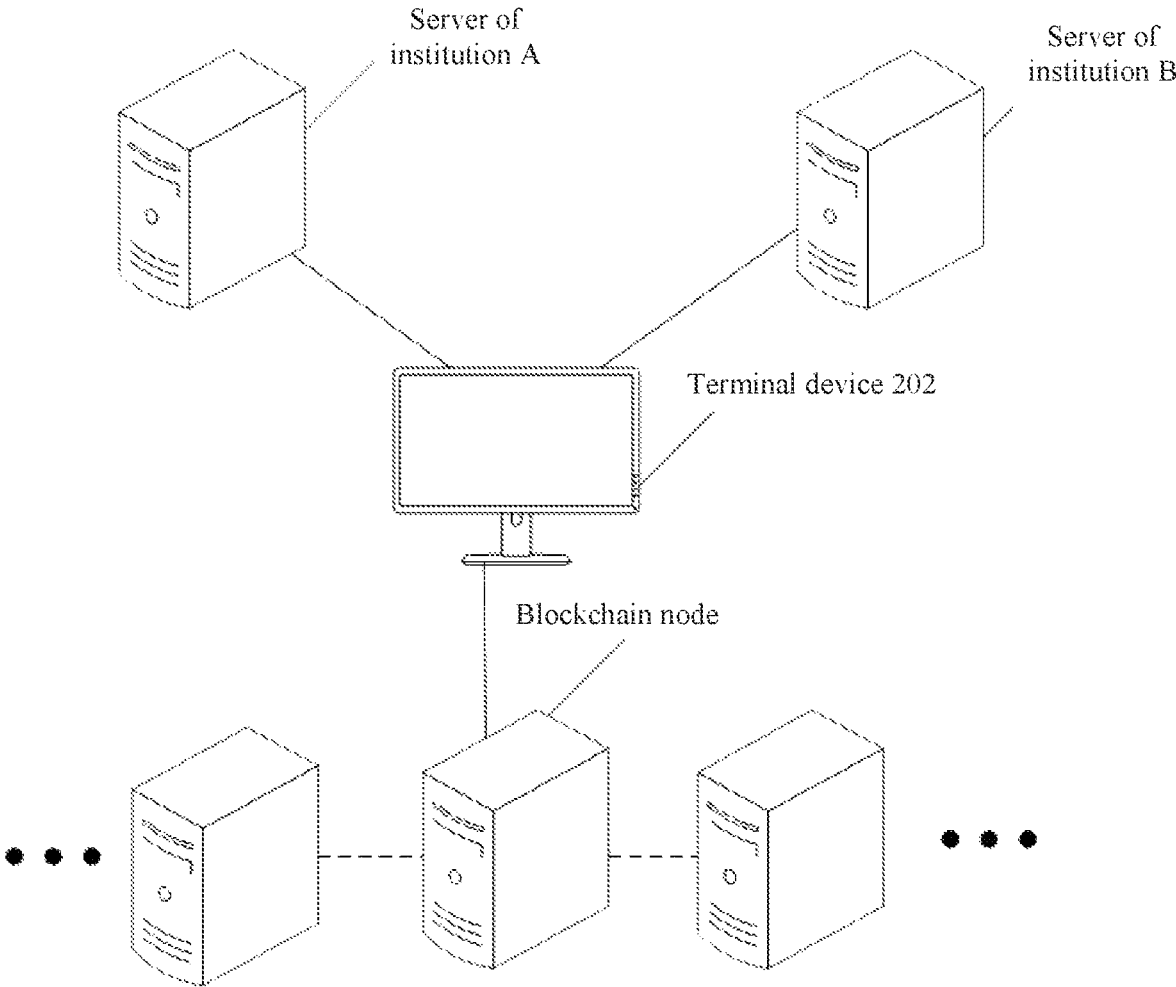 Server of
institution A
Server of
institution B
Terminal device 202
Blockchain node